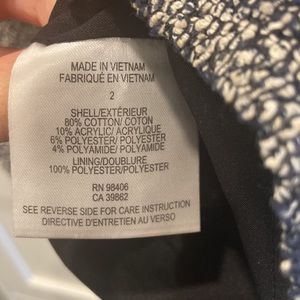 MADE IN VIETNAM
FABRIQUÉ EN VIETNAM
2
SHELL/EXTÉRIEUR
80% COTTON/ COTON
10% ACRYLIC/ ACRYLIQUE
6% POLYESTER/ POLYESTER
4% POLYAMIDE/ POLYAMIDE
LINING/DOUBLURE
100% POLYESTER/POLYESTER
RN 98406
CA 39862
SEE REVERSE SIDE FOR CARE INSTRUCTION
DIRECTIVE D'ENTRETIEN AU VERSO